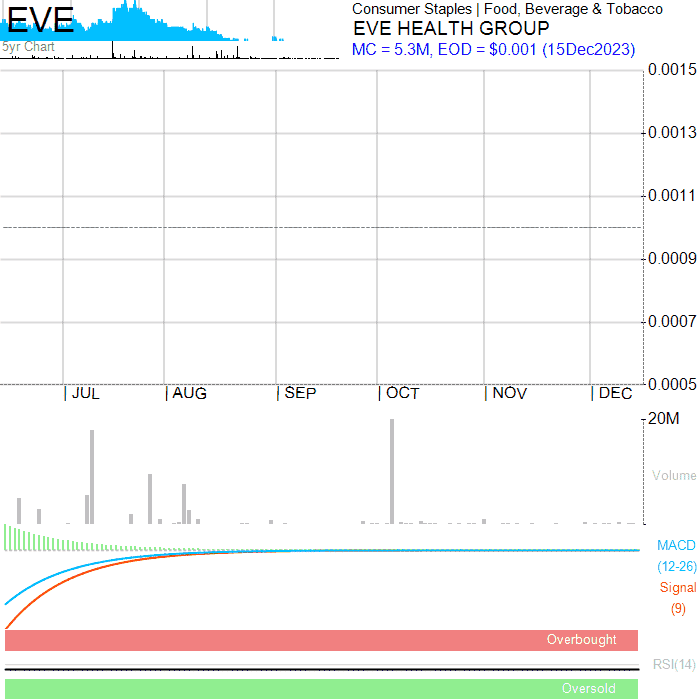 EVE
5yr Chart
Consumer Staples | Food, Beverage & Tobacco
EVE HEALTH GROUP
MC = 5.3M, EOD = $0.001 (15Dec2023)
0.0015
0.0013
0.0011
0.0009
0.0007
0.0005
| JUL | AUG | SEP | OCT | NOV | DEC
20M
Volume
MACD
(12-26)
Signal
(9)
Overbought
RSI(14)
Oversold